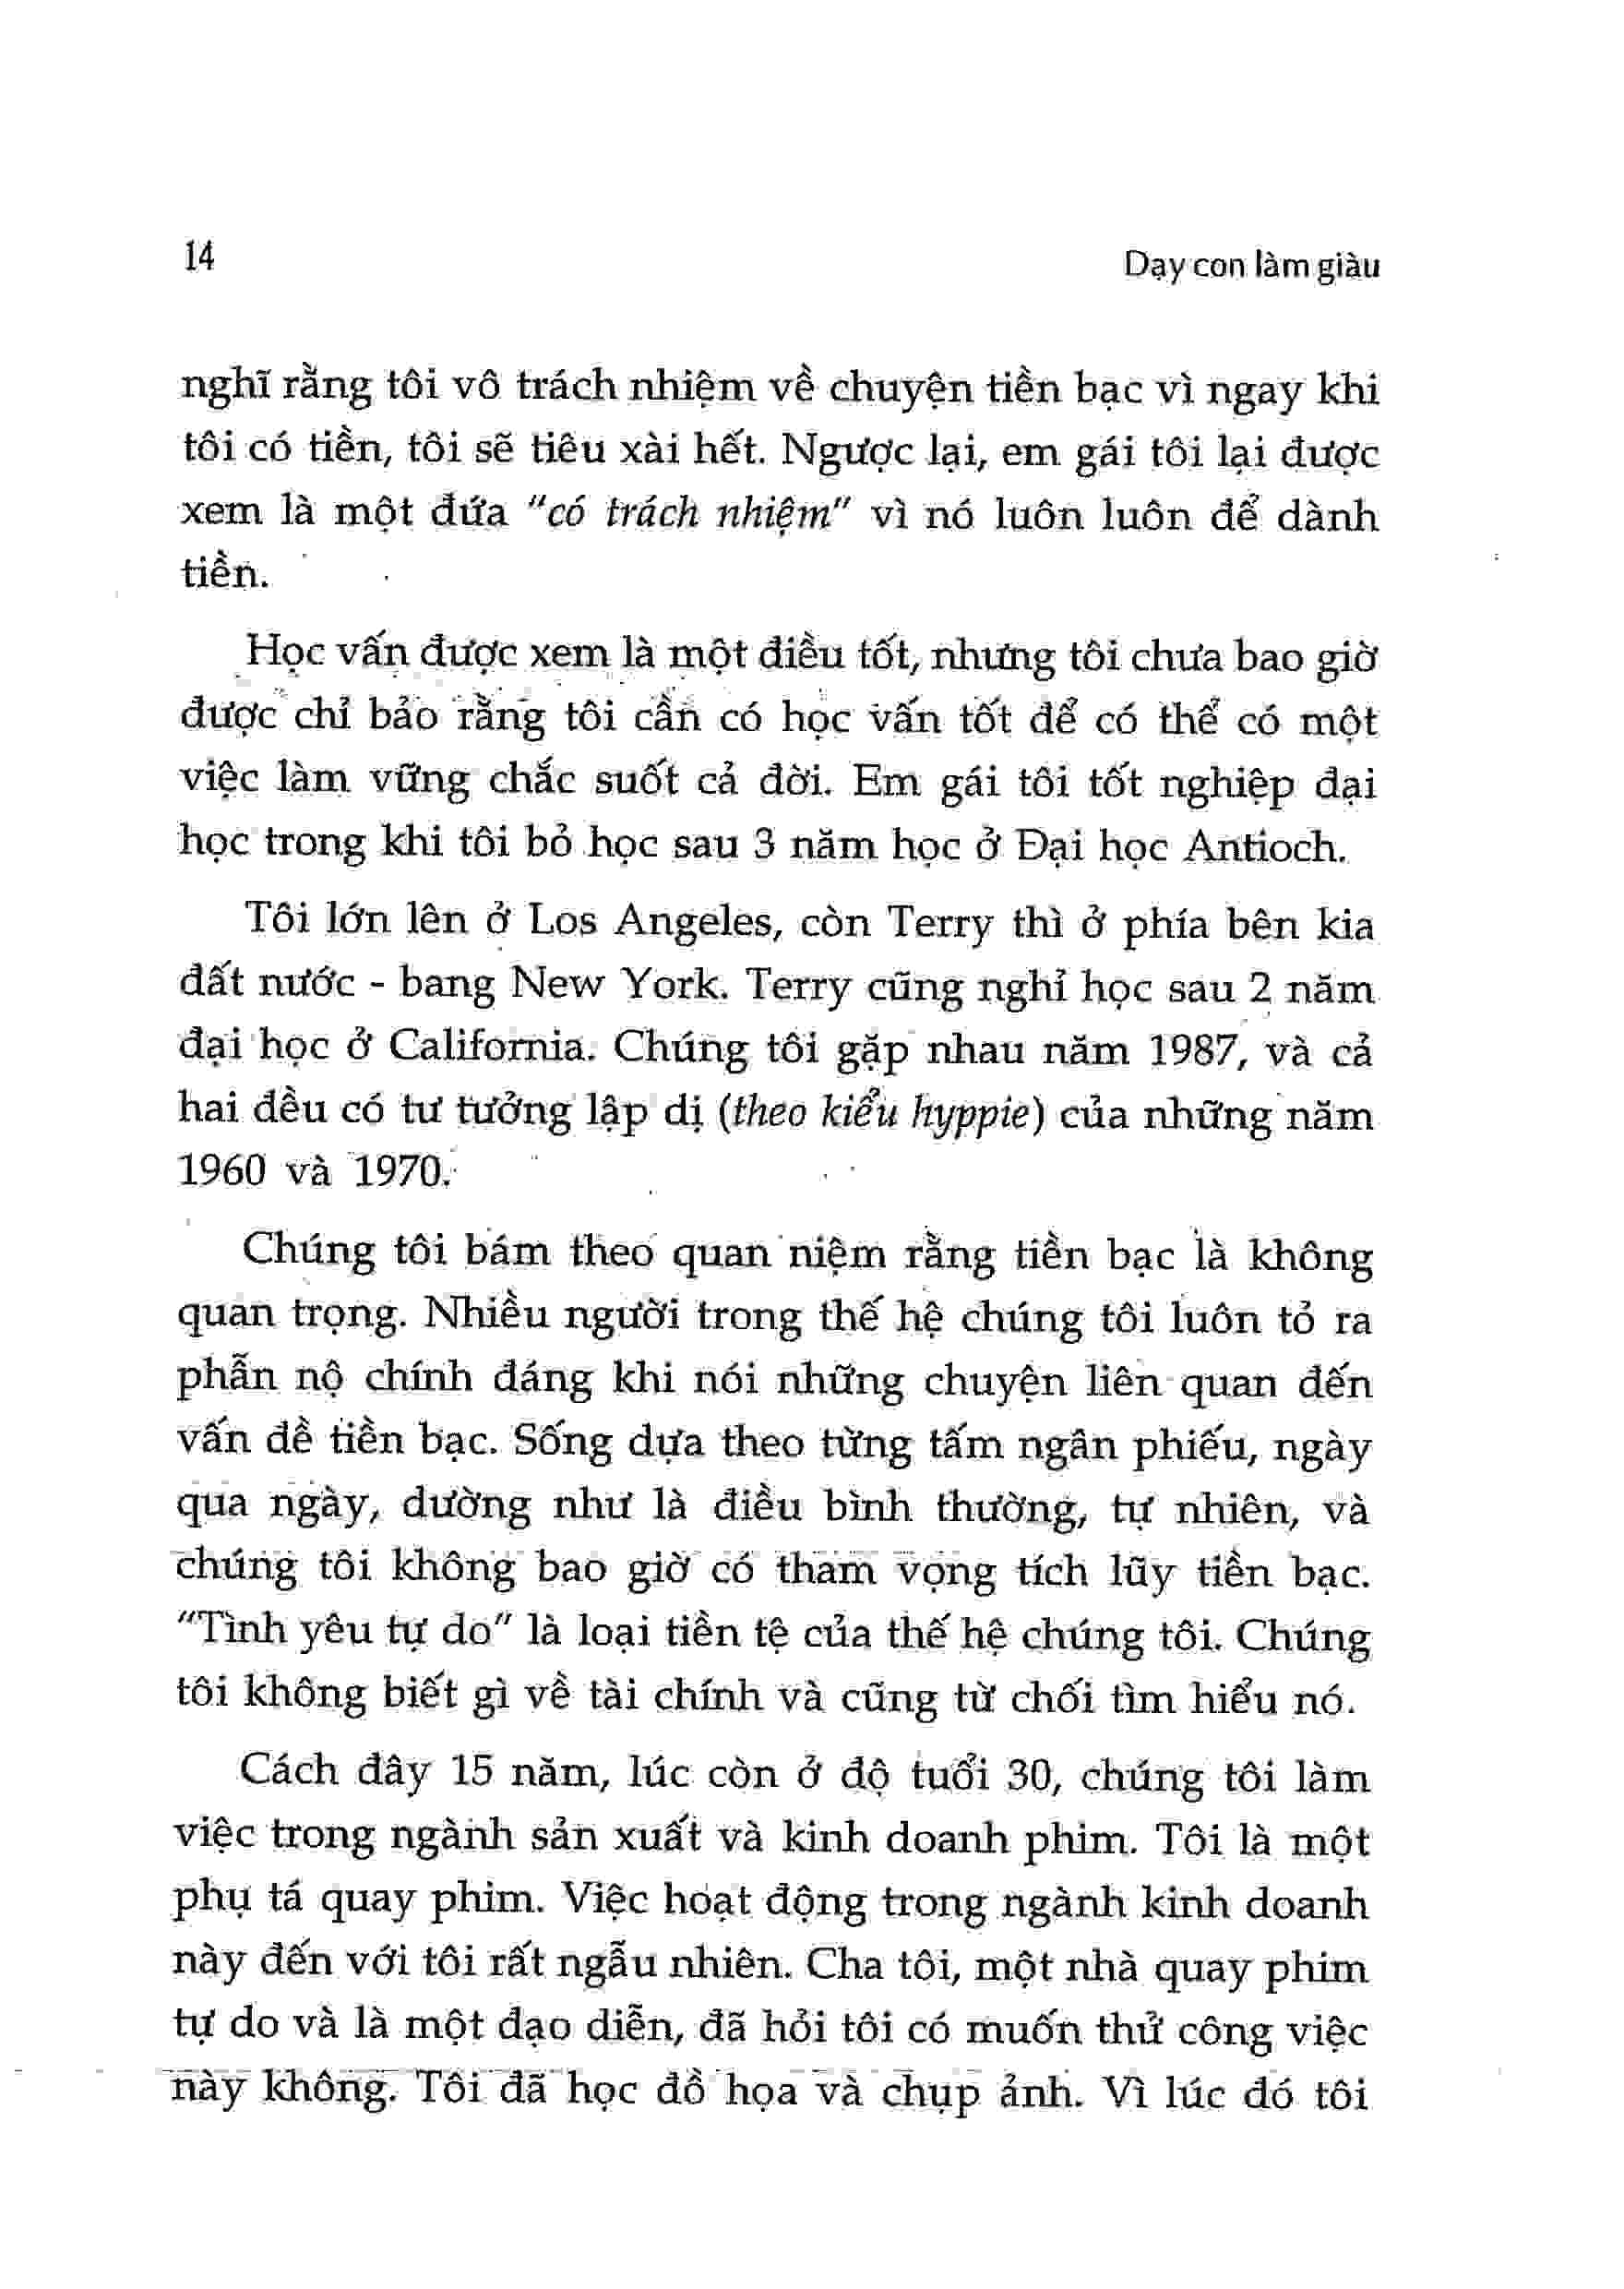 14
Dạy con làm giàu
nghĩ rằng tôi vô trách nhiệm về chuyện tiền bạc vì ngay khi
tôi có tiền, tôi sẽ tiêu xài hết. Ngược lại, em gái tôi lại được
xem là một đứa "có trách nhiệm" vì nó luôn luôn để dành
tiền.
Học vấn được xem là một điều tốt, nhưng tôi chưa bao giờ
được chỉ bảo rằng tôi cần có học vấn tốt để có thể có một
việc làm vững chắc suốt cả đời. Em gái tôi tốt nghiệp đại
học trong khi tôi bỏ học sau 3 năm học ở Đại học Antioch.
Tôi lớn lên ở Los Angeles, còn Terry thì ở phía bên kia
đất nước - bang New York. Terry cũng nghỉ học sau 2 năm
đại học ở California. Chúng tôi gặp nhau năm 1987, và cả
hai đều có tư tưởng lập dị (theo kiểu hyppie) của những năm
1960 và 1970.
Chúng tôi bám theo quan niệm rằng tiền bạc là không
quan trọng. Nhiều người trong thế hệ chúng tôi luôn tỏ ra
phẫn nộ chính đáng khi nói những chuyện liên quan đến
vấn đề tiền bạc. Sống dựa theo từng tấm ngân phiếu, ngày
qua ngày, dường như là điều bình thường, tự nhiên, và
chúng tôi không bao giờ có tham vọng tích lũy tiền bạc.
"Tình yêu tự do" là loại tiền tệ của thế hệ chúng tôi. Chúng
tôi không biết gì về tài chính và cũng từ chối tìm hiểu nó.
Cách đây 15 năm, lúc còn ở độ tuổi 30, chúng tôi làm
việc trong ngành sản xuất và kinh doanh phim. Tôi là một
phụ tá quay phim. Việc hoạt động trong ngành kinh doanh
này đến với tôi rất ngẫu nhiên. Cha tôi, một nhà quay phim
tự do và là một đạo diễn, đã hỏi tôi có muốn thử công việc
này không. Tôi đã học đồ họa và chụp ảnh. Vì lúc đó tôi